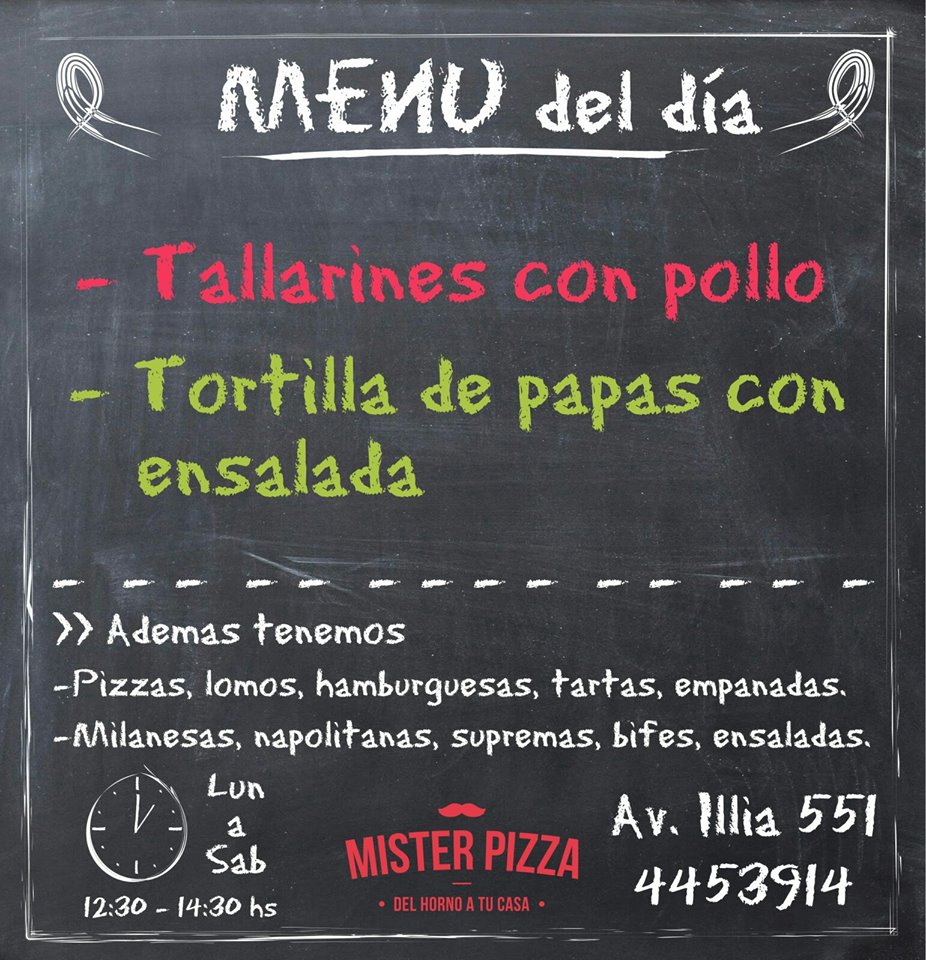 MENU del día
- Tallarines con pollo
- Tortilla de papas con
ensalada
>> Ademas tenemos
-Pizzas, lomos, hamburguesas, tartas, empanadas.
-Milanesas, napolitanas, supremas, bifes, ensaladas.
Lun
a
Sab
12:30 - 14:30 hs
MISTER PIZZA
• DEL HORNO A TU CASA •
Av. Illia 551
4453914